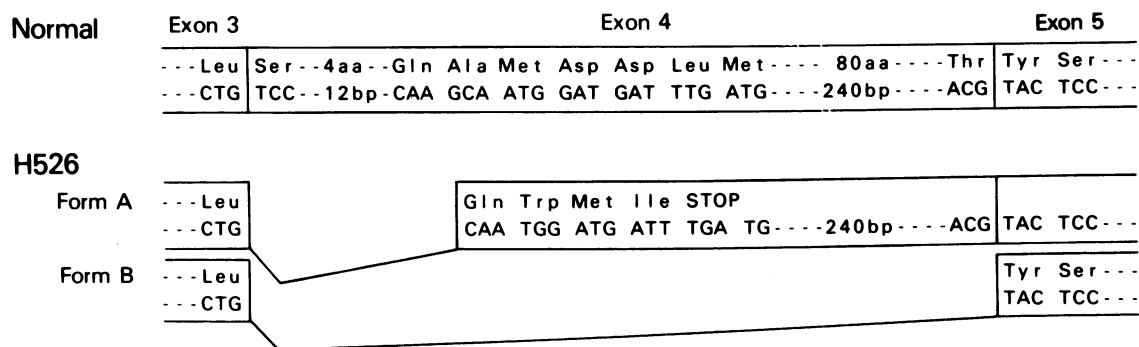 Normal Exon 3 Exon 4 Exon 5
---Leu Ser--4aa--Gln Ala Met Asp Asp Leu Met---- 80aa----Thr Tyr Ser---
---CTG TCC--12bp-CAA GCA ATG GAT GAT TTG ATG----240bp----ACG TAC TCC---
H526
Form A ---Leu Gln Trp Met Ile STOP
---CTG CAA TGG ATG ATT TGA TG----240bp----ACG TAC TCC---
Form B ---Leu Tyr Ser---
---CTG TAC TCC---